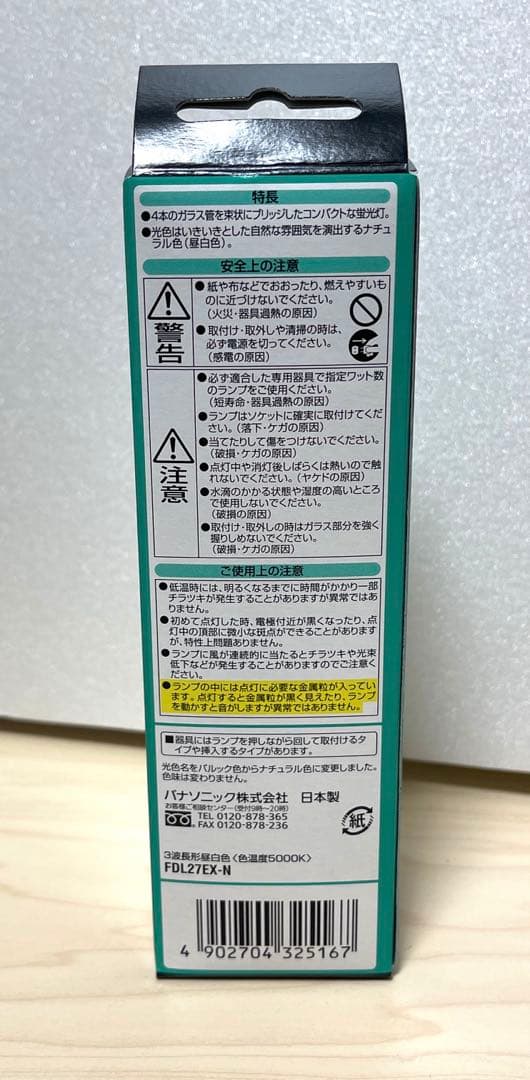 特長
●4本のガラス管を束状にブリッジしたコンパクトな蛍光灯。
●光色はいきいきとした自然な雰囲気を演出するナチュ
ラル色(昼白色)。
安全上の注意
警告
●紙や布などでおおったり、燃えやすいも
のに近づけないでください。
(火災・器具過熱の原因)
●取付け・取外しや清掃の時は、
必ず電源を切ってください。
(感電の原因)
注意
●必ず適合した専用器具で指定ワット数
のランプをご使用ください。
(短寿命・器具過熱の原因)
●ランプはソケットに確実に取付けてくだ
さい。(落下・ケガの原因)
●当てたりして傷をつけないでください。
(破損・ケガの原因)
●点灯中や消灯後しばらくは熱いので触
れないでください。(ヤケドの原因)
●水滴のかかる状態や湿度の高いところ
で使用しないでください。
(破損の原因)
●取付け・取外しの時はガラス部分を強く
握りしめないでください。
(破損・ケガの原因)
ご使用上の注意
●低温時には、明るくなるまでに時間がかかり一部
チラツキが発生することがありますが異常ではあ
りません。
●初めて点灯した時、電極付近が黒くなったり、点
灯中の頂部に微小な斑点ができることがあります
が、特性上問題ありません。
●ランプに風が連続的に当たるとチラツキや光束
低下などが発生することがありますのでご注意く
ださい。
●ランプの中には点灯に必要な金属粒が入ってい
ます。点灯すると金属粒が黒く見えたり、ランプ
を動かすと音がしますが異常ではありません。
■器具にはランプを押しながら回して取付けるタ
イプや挿入するタイプがあります。
光色名をパルック色からナチュラル色に変更しました。
色味は変わりません。
パナソニック株式会社 日本製
お客様ご相談センター(受付9時〜20時)
TEL 0120-878-365
FAX 0120-878-236
紙
3波長形昼白色〈色温度5000K〉
FDL27EX-N
4 902704 325167